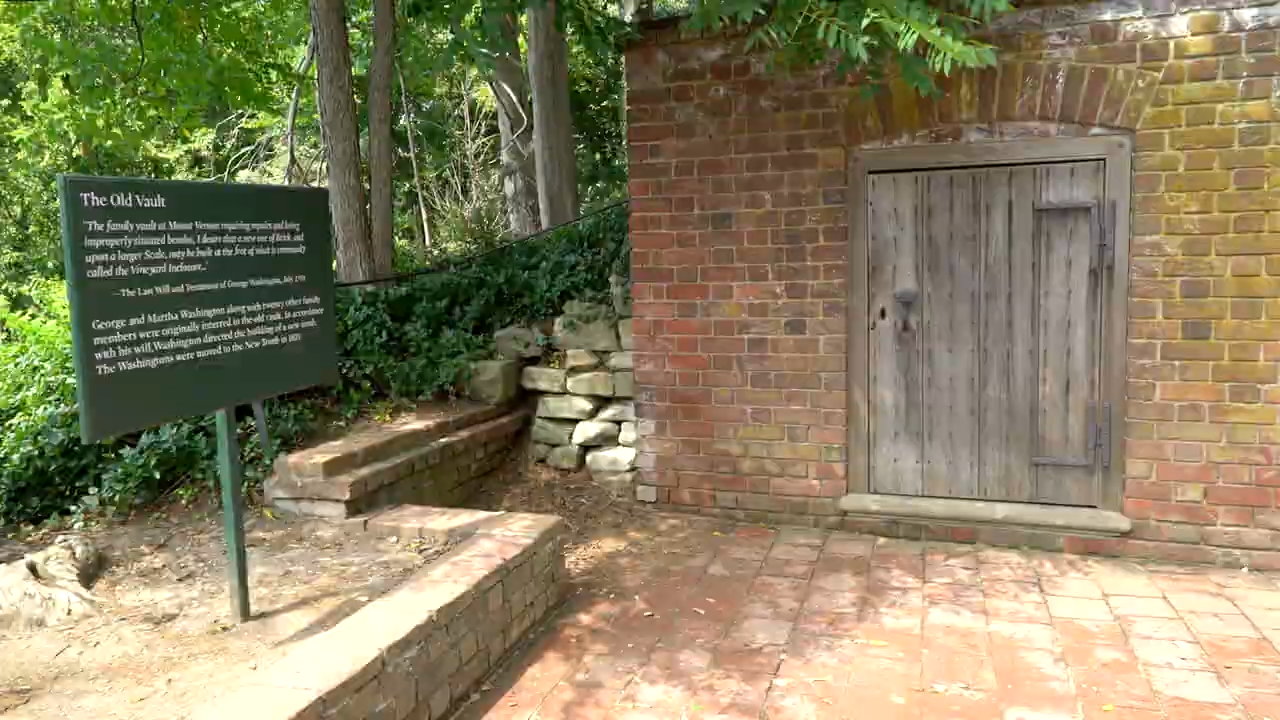 The Old Vault
"The family vault at Mount Vernon requiring repairs and being
improperly situated besides, I desire that a new one of Brick, and
upon a larger Scale, may be built at the foot of what is commonly
called the Vineyard Inclosure,..."
—The Last Will and Testament of George Washington, July 1799
George and Martha Washington along with twenty other family
members were originally interred in the old vault. In accordance
with his will, Washington directed the building of a new tomb.
The Washingtons were moved to the New Tomb in 1831